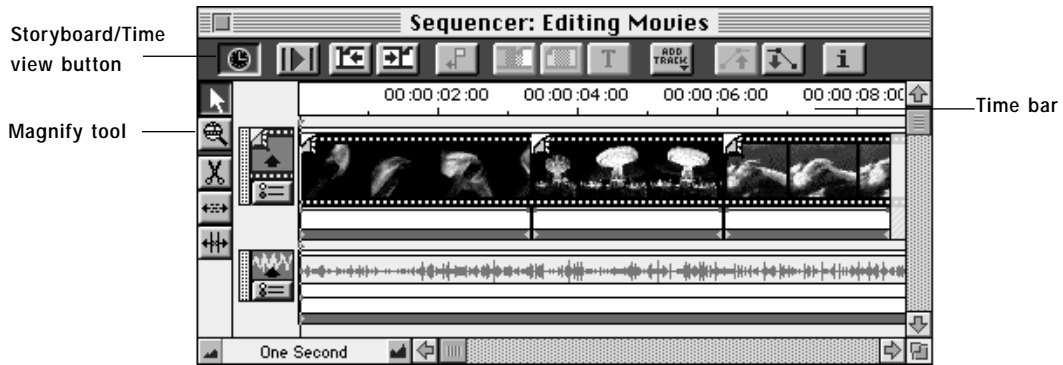 Sequencer: Editing Movies
Storyboard/Time
view button
T
ADD
TRACK
i
00:00:02:00
00:00:04:00
00:00:06:00
00:00:08:00
Time bar
Magnify tool
One Second